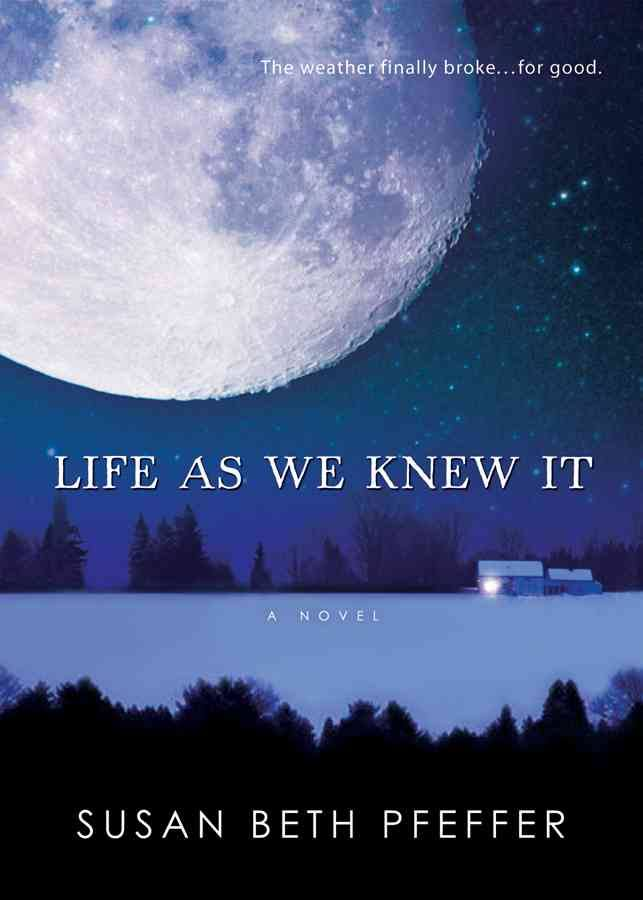 The weather finally broke...for good.
LIFE AS WE KNEW IT
A NOVEL
SUSAN BETH PFEFFER